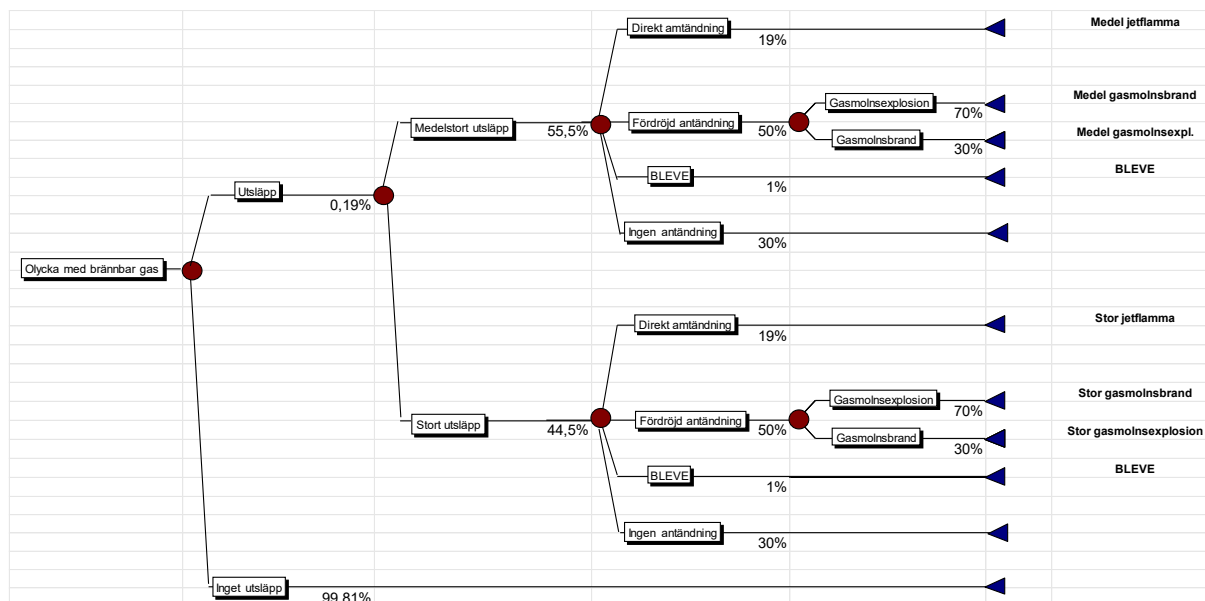 Direkt amtändning
19%
Medel jetflamma
Gasmolnsexplosion
70%
Medel gasmolnsbrand
Medelstort utsläpp
55,5%
Fördröjd antändning
50%
Gasmolnsbrand
30%
Medel gasmolnsexpl.
BLEVE
1%
BLEVE
Utsläpp
0,19%
Ingen antändning
30%
Olycka med brännbar gas
Direkt amtändning
19%
Stor jetflamma
Gasmolnsexplosion
70%
Stor gasmolnsbrand
Stort utsläpp
44,5%
Fördröjd antändning
50%
Gasmolnsbrand
30%
Stor gasmolnsexplosion
BLEVE
1%
BLEVE
Ingen antändning
30%
Inget utsläpp
99,81%